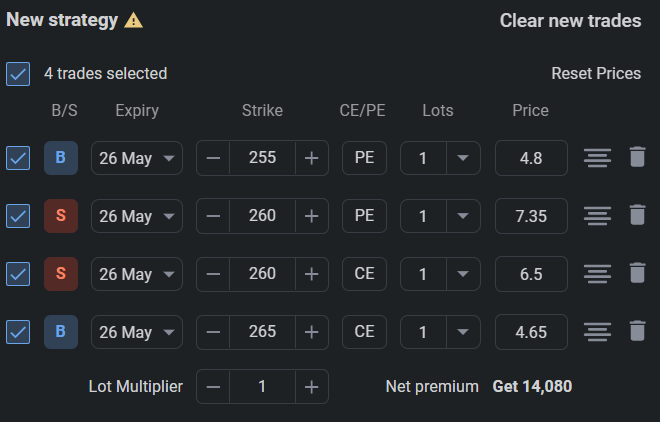 New strategy Clear new trades
4 trades selected Reset Prices
B/S Expiry Strike CE/PE Lots Price
B 26 May 255 PE 1 4.8
S 26 May 260 PE 1 7.35
S 26 May 260 CE 1 6.5
B 26 May 265 CE 1 4.65
Lot Multiplier 1 Net premium Get 14,080